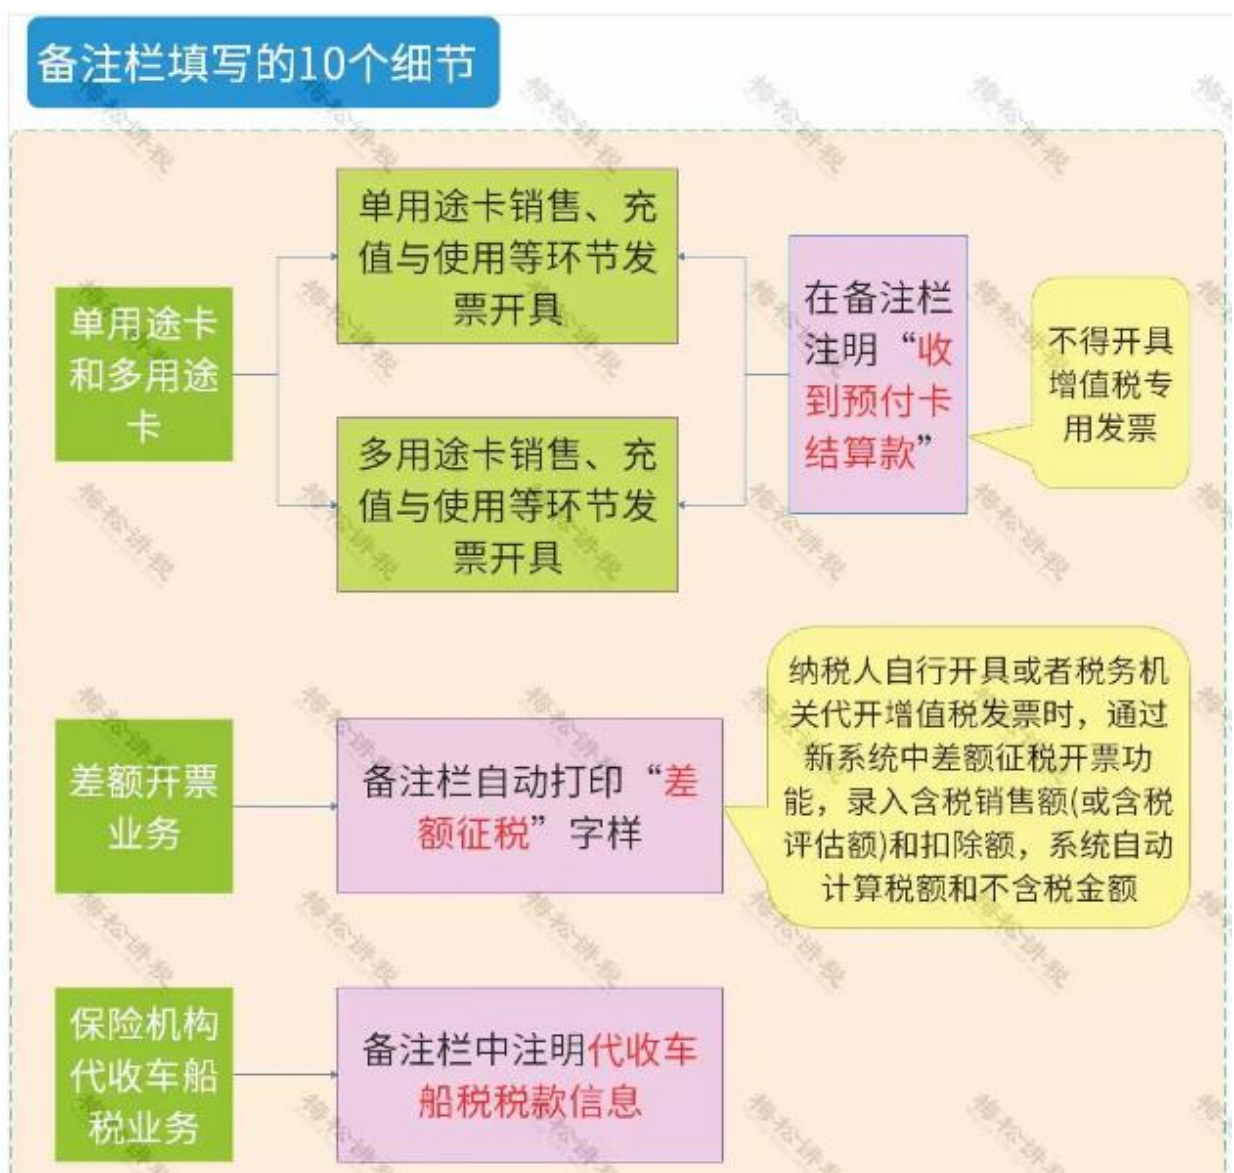 备注栏填写的10个细节
单用途卡
和多用途
卡
单用途卡销售、充
值与使用等环节发
票开具
多用途卡销售、充
值与使用等环节发
票开具
在备注栏
注明“收
到预付卡
结算款”
不得开具
增值税专
用发票
差额开票
业务
备注栏自动打印“差
额征税”字样
纳税人自行开具或者税务机
关代开增值税发票时，通过
新系统中差额征税开票功
能，录入含税销售额(或含税
评估额)和扣除额，系统自动
计算税额和不含税金额
保险机构
代收车船
税业务
备注栏中注明代收车
船税税款信息
梅松讲税